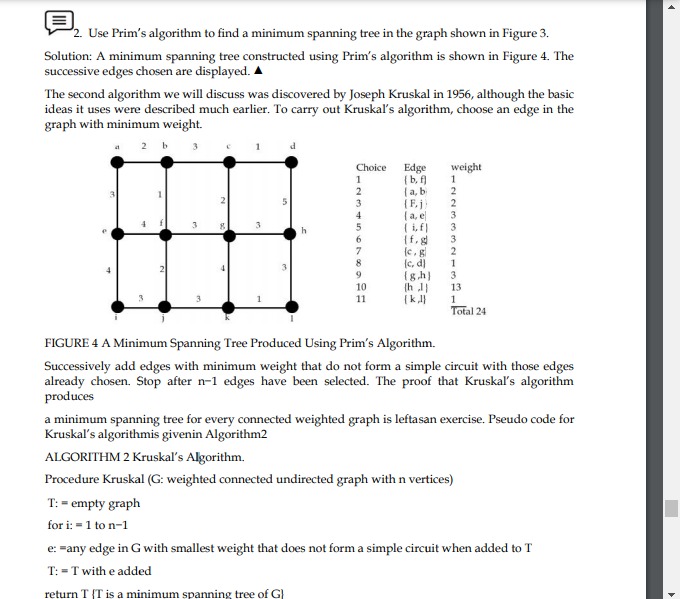 2. Use Prim's algorithm to find a minimum spanning tree in the graph shown in Figure 3.
Solution: A minimum spanning tree constructed using Prim's algorithm is shown in Figure 4. The
successive edges chosen are displayed. ▲
The second algorithm we will discuss was discovered by Joseph Kruskal in 1956, although the basic
ideas it uses were described much earlier. To carry out Kruskal's algorithm, choose an edge in the
graph with minimum weight.
a 2 b 3 c 1 d
3 1 2 5
e 4 f 3 g 3 h
4 2 4 3
3 3 1
i j k l
Choice Edge weight
1 {b, f} 1
2 {a, b 2
3 {F, j 2
4 {a, e} 3
5 { i, f} 3
6 {f, g} 3
7 {c, g} 2
8 {c, d} 1
9 {g,h} 3
10 {h ,l} 13
11 {k,l} 1
Total 24
FIGURE 4 A Minimum Spanning Tree Produced Using Prim's Algorithm.
Successively add edges with minimum weight that do not form a simple circuit with those edges
already chosen. Stop after n−1 edges have been selected. The proof that Kruskal's algorithm
produces
a minimum spanning tree for every connected weighted graph is leftasan exercise. Pseudo code for
Kruskal's algorithmis givenin Algorithm2
ALGORITHM 2 Kruskal's Algorithm.
Procedure Kruskal (G: weighted connected undirected graph with n vertices)
T: = empty graph
for i: = 1 to n−1
e: =any edge in G with smallest weight that does not form a simple circuit when added to T
T: = T with e added
return T {T is a minimum spanning tree of G}